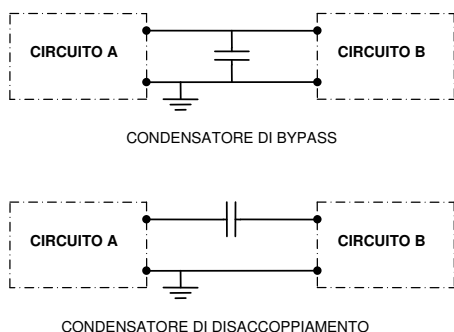 CIRCUITO A
CIRCUITO B
CONDENSATORE DI BYPASS
CIRCUITO A
CIRCUITO B
CONDENSATORE DI DISACCOPPIAMENTO